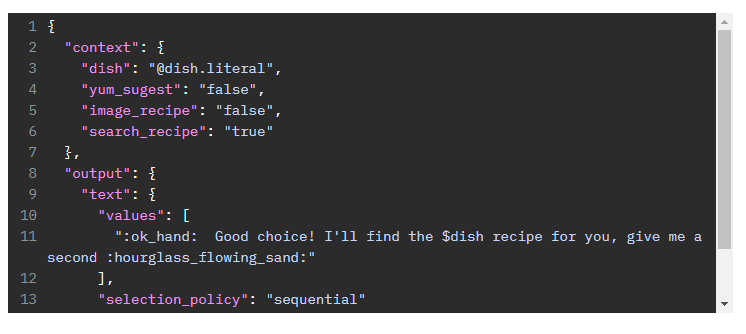 1 {
2 "context": {
3 "dish": "@dish.literal",
4 "yum_sugest": "false",
5 "image_recipe": "false",
6 "search_recipe": "true"
7 },
8 "output": {
9 "text": {
10 "values": [
11 ":ok_hand:  Good choice! I'll find the $dish recipe for you, give me a
second :hourglass_flowing_sand:"
12 ],
13 "selection_policy": "sequential"